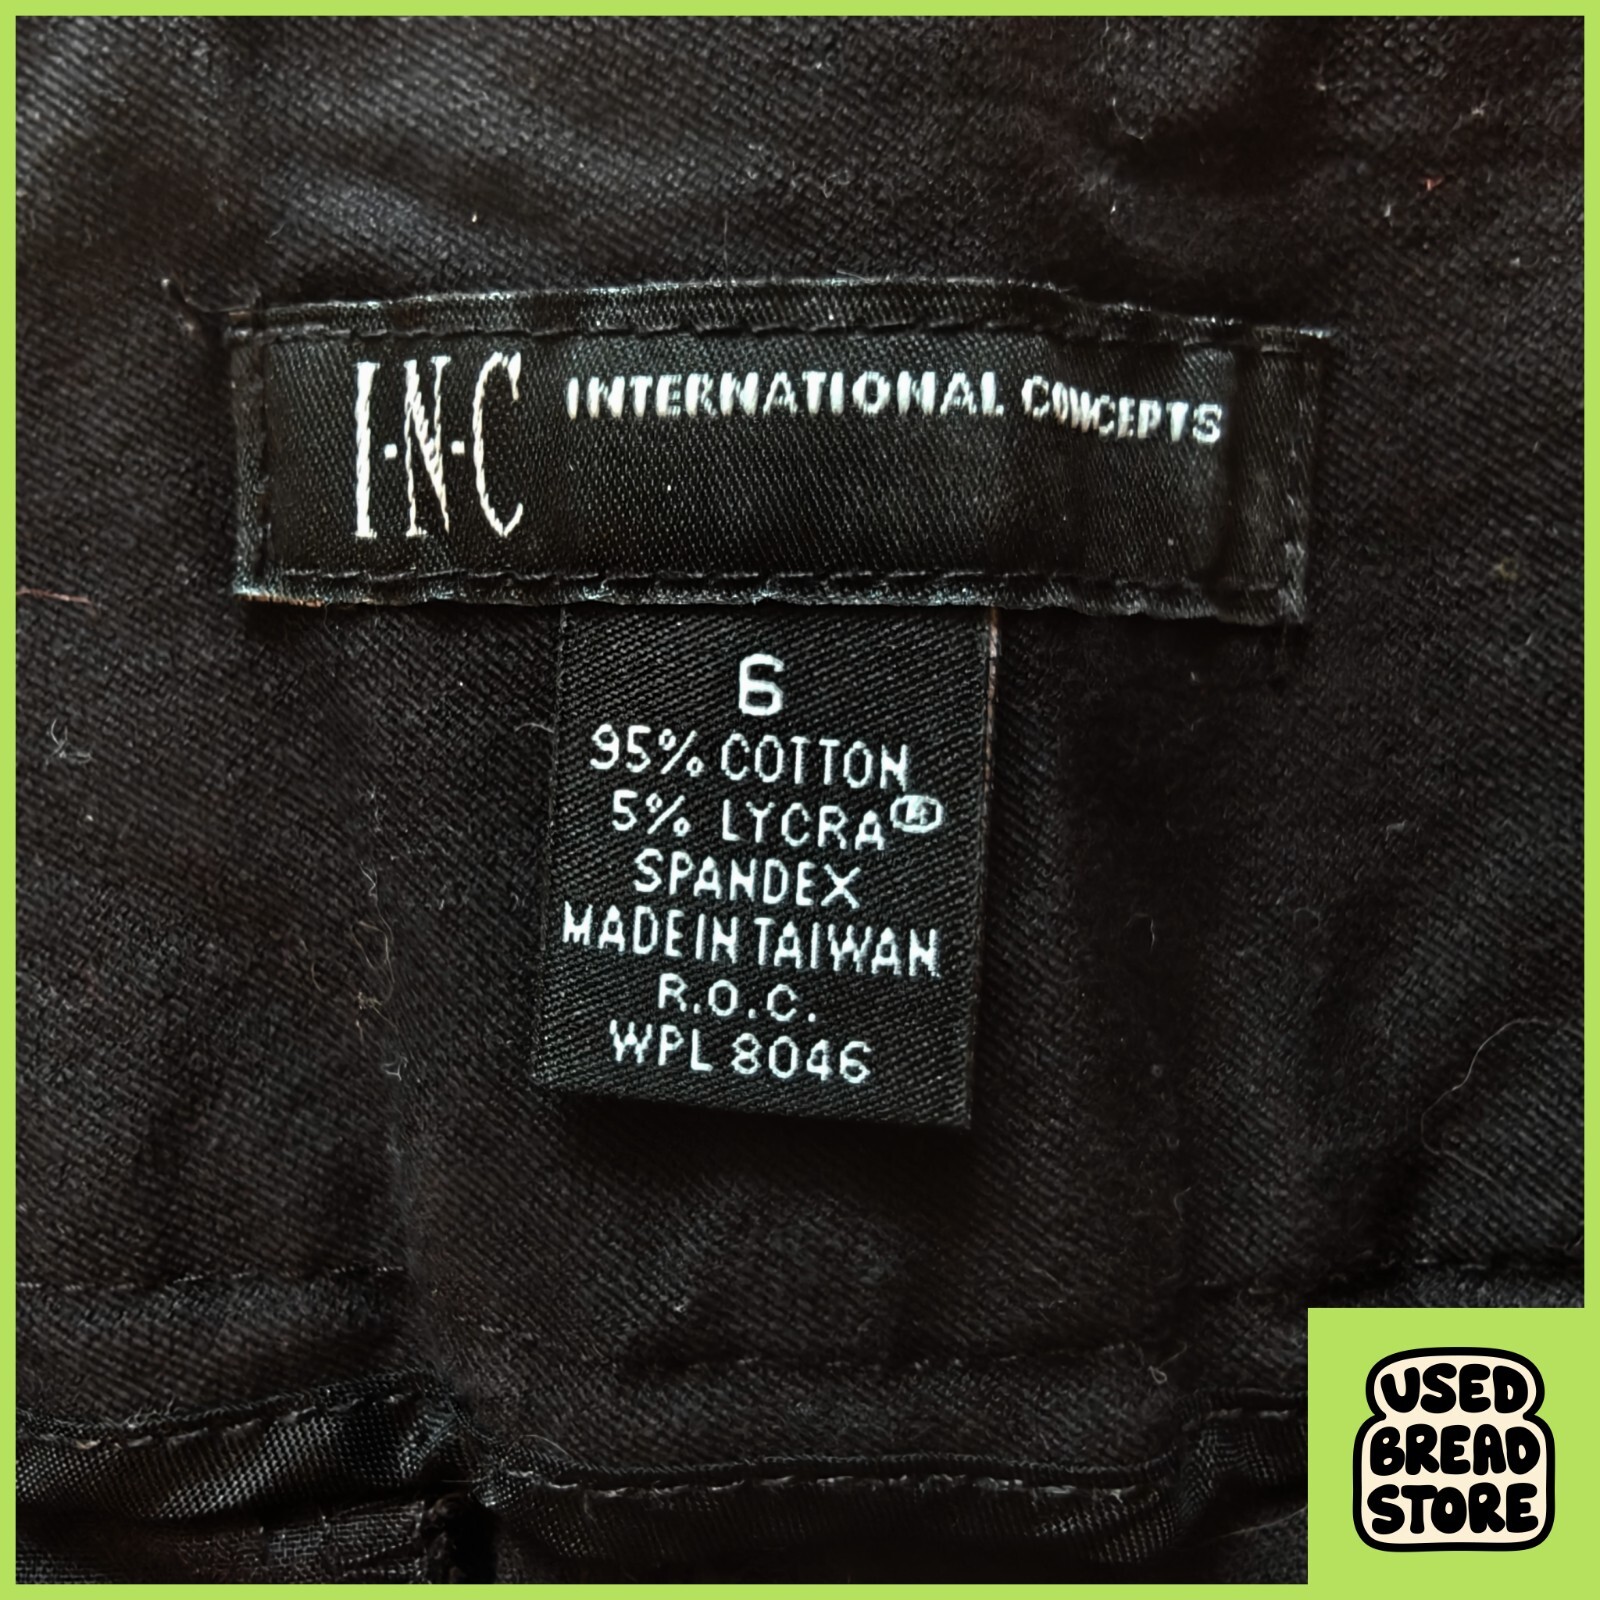 I·N·C INTERNATIONAL CONCEPTS
6
95% COTTON
5% LYCRA®
SPANDEX
MADE IN TAIWAN
R.O.C.
WPL 8046
USED
BREAD
STORE